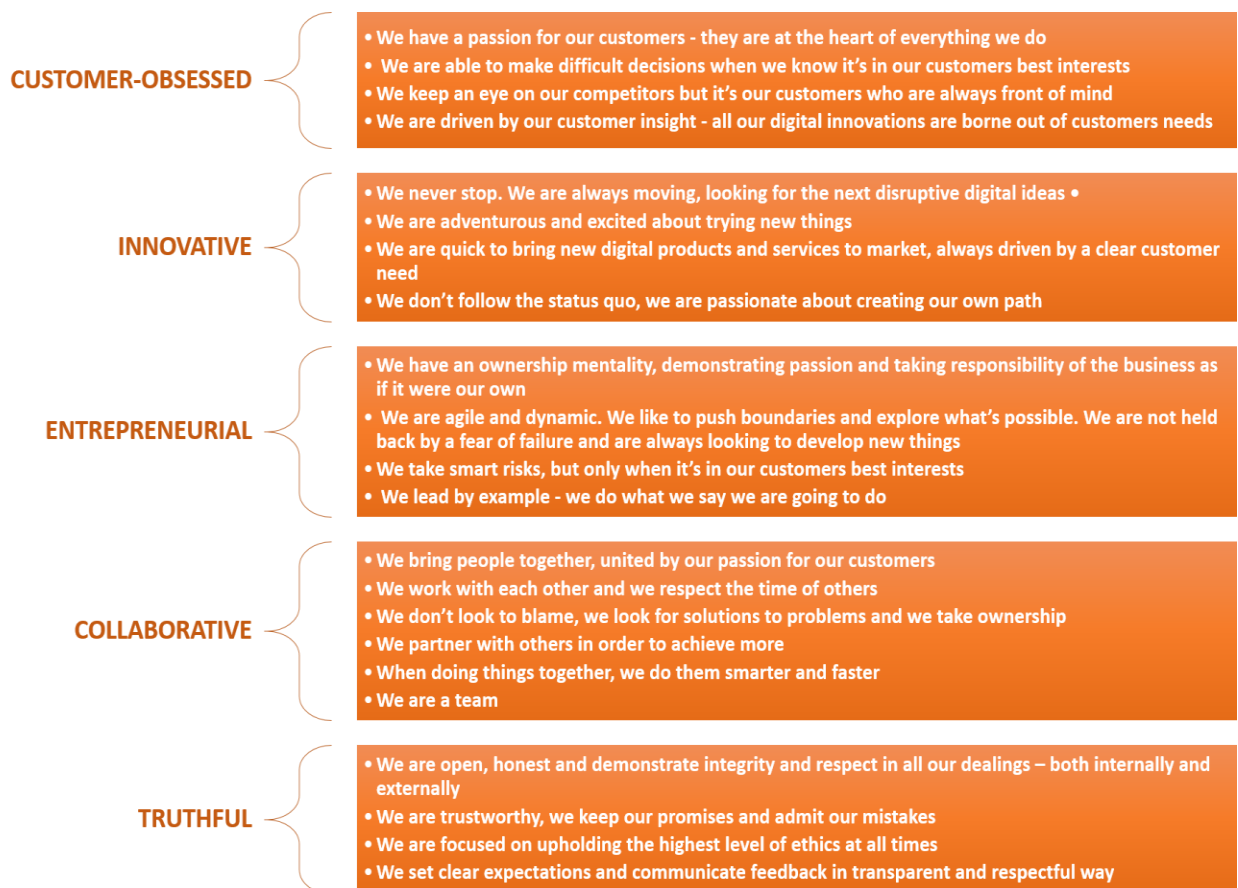 CUSTOMER-OBSESSED
• We have a passion for our customers - they are at the heart of everything we do
• We are able to make difficult decisions when we know it's in our customers best interests
• We keep an eye on our competitors but it's our customers who are always front of mind
• We are driven by our customer insight - all our digital innovations are borne out of customers needs
INNOVATIVE
• We never stop. We are always moving, looking for the next disruptive digital ideas •
• We are adventurous and excited about trying new things
• We are quick to bring new digital products and services to market, always driven by a clear customer
need
• We don't follow the status quo, we are passionate about creating our own path
ENTREPRENEURIAL
• We have an ownership mentality, demonstrating passion and taking responsibility of the business as
if it were our own
• We are agile and dynamic. We like to push boundaries and explore what's possible. We are not held
back by a fear of failure and are always looking to develop new things
• We take smart risks, but only when it's in our customers best interests
• We lead by example - we do what we say we are going to do
COLLABORATIVE
• We bring people together, united by our passion for our customers
• We work with each other and we respect the time of others
• We don't look to blame, we look for solutions to problems and we take ownership
• We partner with others in order to achieve more
• When doing things together, we do them smarter and faster
• We are a team
TRUTHFUL
• We are open, honest and demonstrate integrity and respect in all our dealings – both internally and
externally
• We are trustworthy, we keep our promises and admit our mistakes
• We are focused on upholding the highest level of ethics at all times
• We set clear expectations and communicate feedback in transparent and respectful way